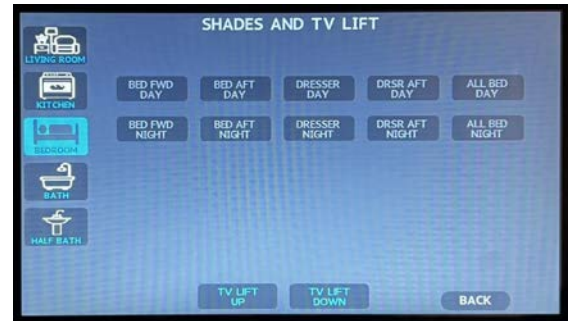 SHADES AND TV LIFT
LIVING ROOM
KITCHEN
BEDROOM
BATH
HALF BATH
BED FWD
DAY
BED AFT
DAY
DRESSER
DAY
DRSR AFT
DAY
ALL BED
DAY
BED FWD
NIGHT
BED AFT
NIGHT
DRESSER
NIGHT
DRSR AFT
NIGHT
ALL BED
NIGHT
TV LIFT
UP
TV LIFT
DOWN
BACK